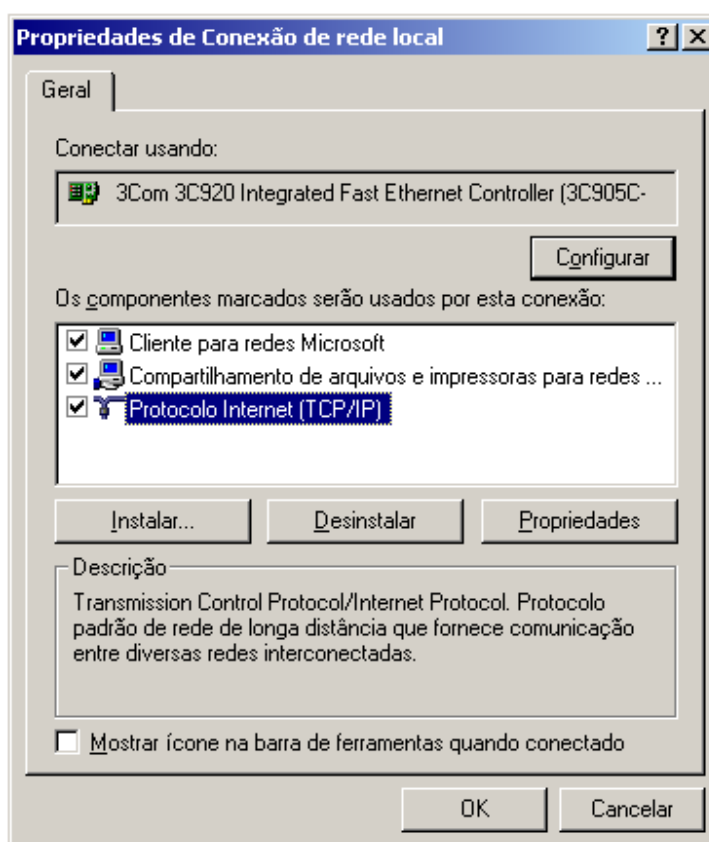 Propriedades de Conexão de rede local
Geral
Conectar usando:
3Com 3C920 Integrated Fast Ethernet Controller (3C905C-
Configurar
Os componentes marcados serão usados por esta conexão:
Cliente para redes Microsoft
Compartilhamento de arquivos e impressoras para redes ...
Protocolo Internet (TCP/IP)
Instalar... Desinstalar Propriedades
Descrição
Transmission Control Protocol/Internet Protocol. Protocolo
padrão de rede de longa distância que fornece comunicação
entre diversas redes interconectadas.
Mostrar ícone na barra de ferramentas quando conectado
OK Cancelar